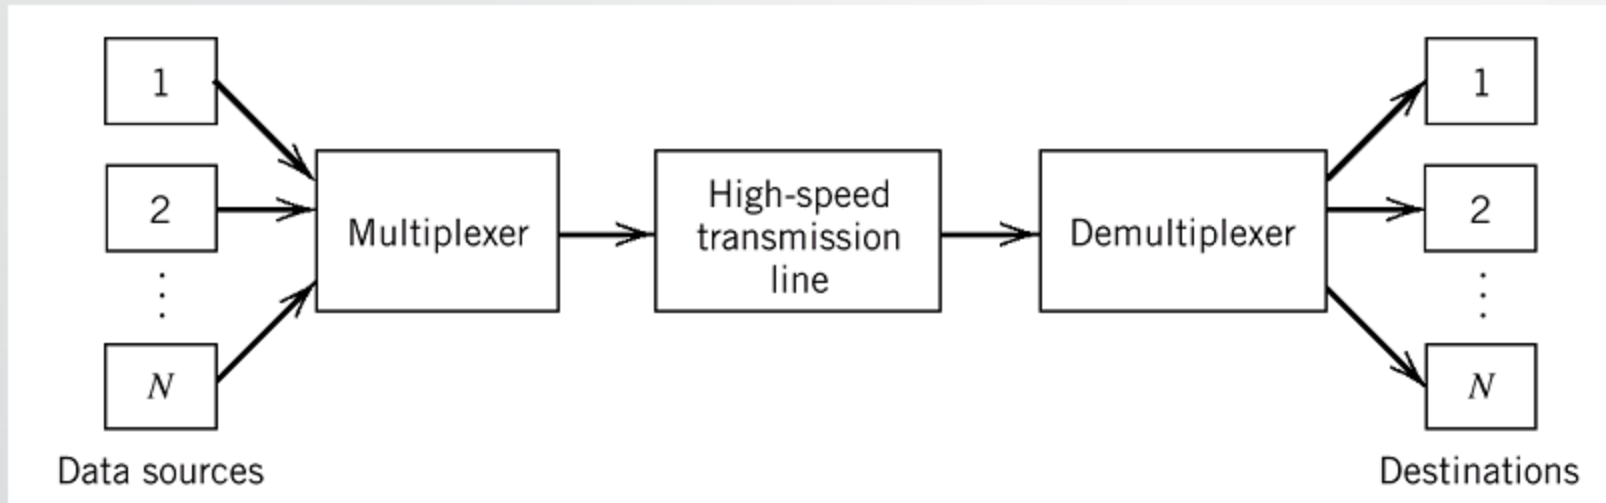 1
2
N
Data sources
Multiplexer
High-speed
transmission
line
Demultiplexer
1
2
N
Destinations